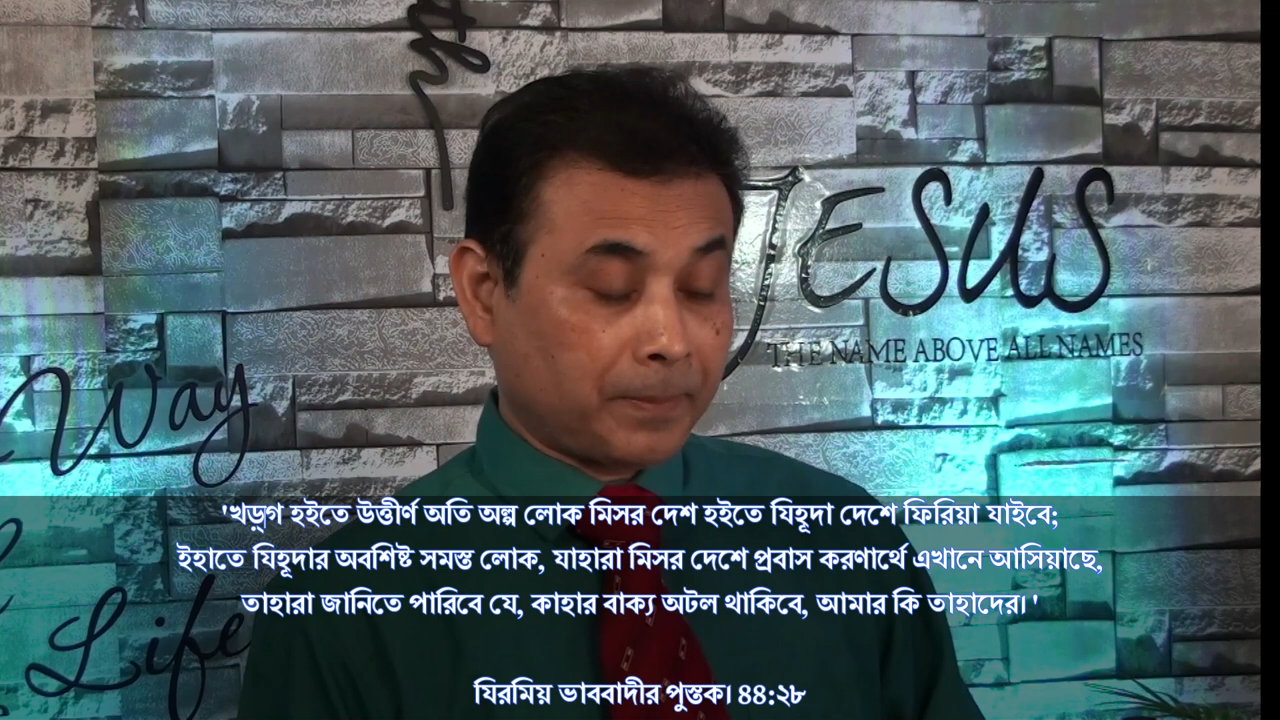 JESUS
THE NAME ABOVE ALL NAMES
Way
Life
'খড়্গ হইতে উত্তীর্ণ অতি অল্প লোক মিসর দেশ হইতে যিহূদা দেশে ফিরিয়া যাইবে;
ইহাতে যিহূদার অবশিষ্ট সমস্ত লোক, যাহারা মিসর দেশে প্রবাস করণার্থে এখানে আসিয়াছে,
তাহারা জানিতে পারিবে যে, কাহার বাক্য অটল থাকিবে, আমার কি তাহাদের। '
যিরমিয় ভাববাদীর পুস্তক। ৪৪:২৮